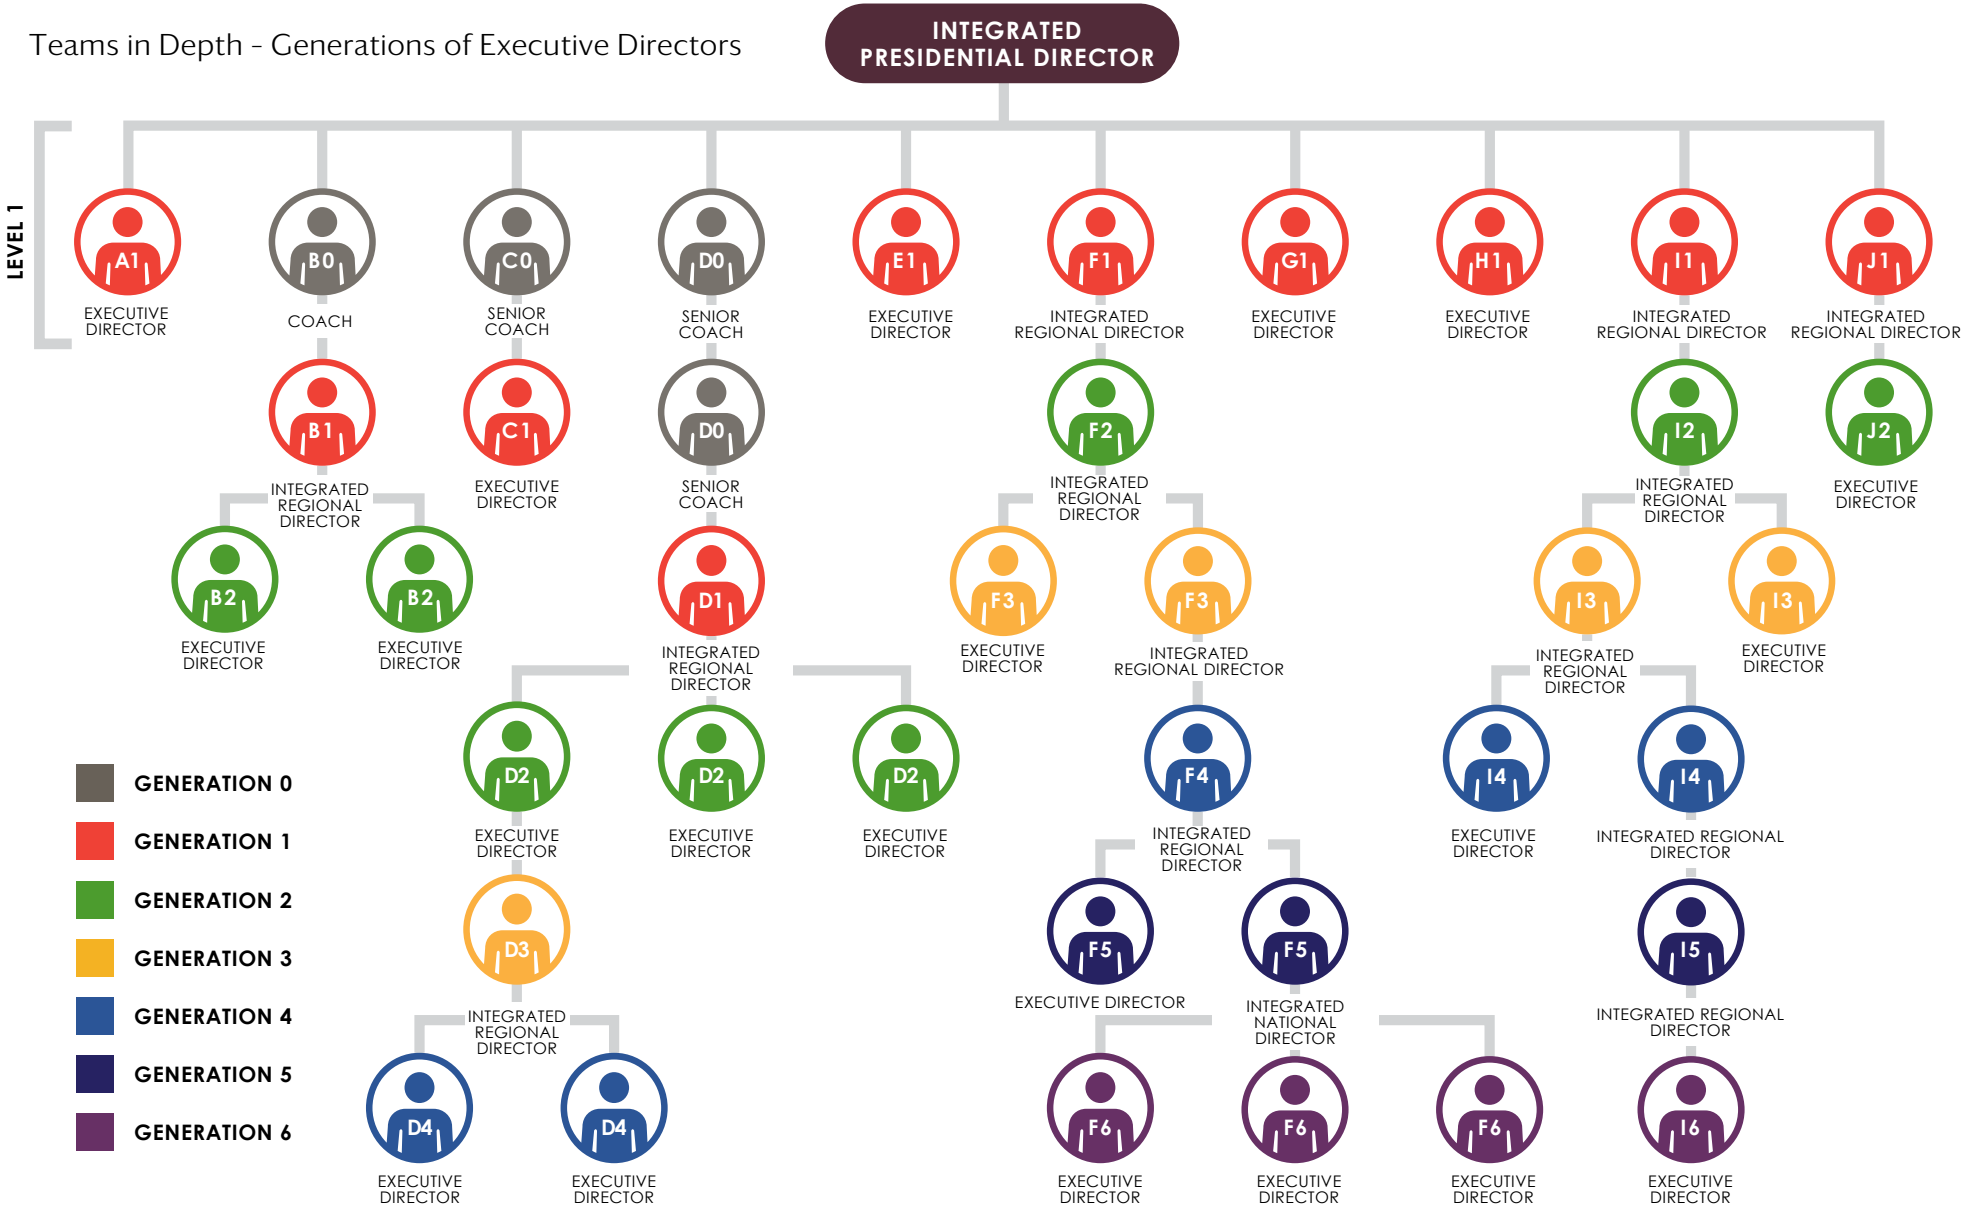 Teams in Depth - Generations of Executive Directors
INTEGRATED
PRESIDENTIAL DIRECTOR
LEVEL 1
A1
B0
C0
D0
E1
F1
G1
H1
I1
J1
EXECUTIVE
DIRECTOR
COACH
SENIOR
COACH
SENIOR
COACH
EXECUTIVE
DIRECTOR
INTEGRATED
REGIONAL DIRECTOR
EXECUTIVE
DIRECTOR
EXECUTIVE
DIRECTOR
INTEGRATED
REGIONAL DIRECTOR
INTEGRATED
REGIONAL DIRECTOR
B1
C1
D0
F2
I2
J2
INTEGRATED
REGIONAL
DIRECTOR
EXECUTIVE
DIRECTOR
SENIOR
COACH
INTEGRATED
REGIONAL
DIRECTOR
INTEGRATED
REGIONAL
DIRECTOR
EXECUTIVE
DIRECTOR
B2
B2
D1
F3
F3
I3
I3
EXECUTIVE
DIRECTOR
EXECUTIVE
DIRECTOR
INTEGRATED
REGIONAL
DIRECTOR
EXECUTIVE
DIRECTOR
INTEGRATED
REGIONAL DIRECTOR
INTEGRATED
REGIONAL
DIRECTOR
EXECUTIVE
DIRECTOR
D2
D2
D2
F4
I4
I4
EXECUTIVE
DIRECTOR
EXECUTIVE
DIRECTOR
EXECUTIVE
DIRECTOR
INTEGRATED
REGIONAL
DIRECTOR
EXECUTIVE
DIRECTOR
INTEGRATED REGIONAL
DIRECTOR
D3
F5
F5
I5
INTEGRATED
REGIONAL
DIRECTOR
EXECUTIVE DIRECTOR
INTEGRATED
NATIONAL
DIRECTOR
INTEGRATED REGIONAL
DIRECTOR
D4
D4
F6
F6
F6
I6
EXECUTIVE
DIRECTOR
EXECUTIVE
DIRECTOR
EXECUTIVE
DIRECTOR
EXECUTIVE
DIRECTOR
EXECUTIVE
DIRECTOR
EXECUTIVE
DIRECTOR
GENERATION 0
GENERATION 1
GENERATION 2
GENERATION 3
GENERATION 4
GENERATION 5
GENERATION 6